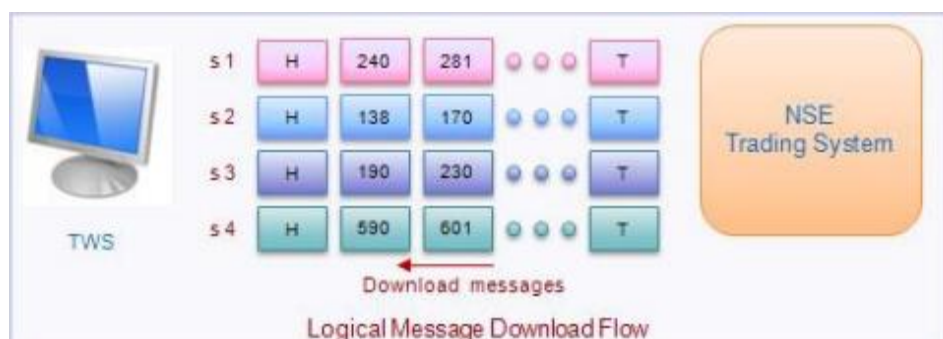 s1 H 240 281 T
s2 H 138 170 T
s3 H 190 230 T
s4 H 590 601 T
TWS
NSE
Trading System
Download messages
Logical Message Download Flow